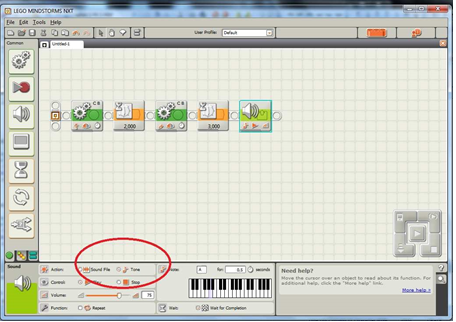 LEGO MINDSTORMS NXT
File Edit Tools Help
User Profile: Default
Common
Untitled-1
C B
C B
2,000
3,000
Sound
Action: Sound File Tone
Note: A for: 0.5 seconds
Control: Play Stop
Volume: 75
Function: Repeat
Wait: Wait for Completion
Need help?
Move the cursor over an object to read about its function. For
additional help, click the "More help" link.
More help »